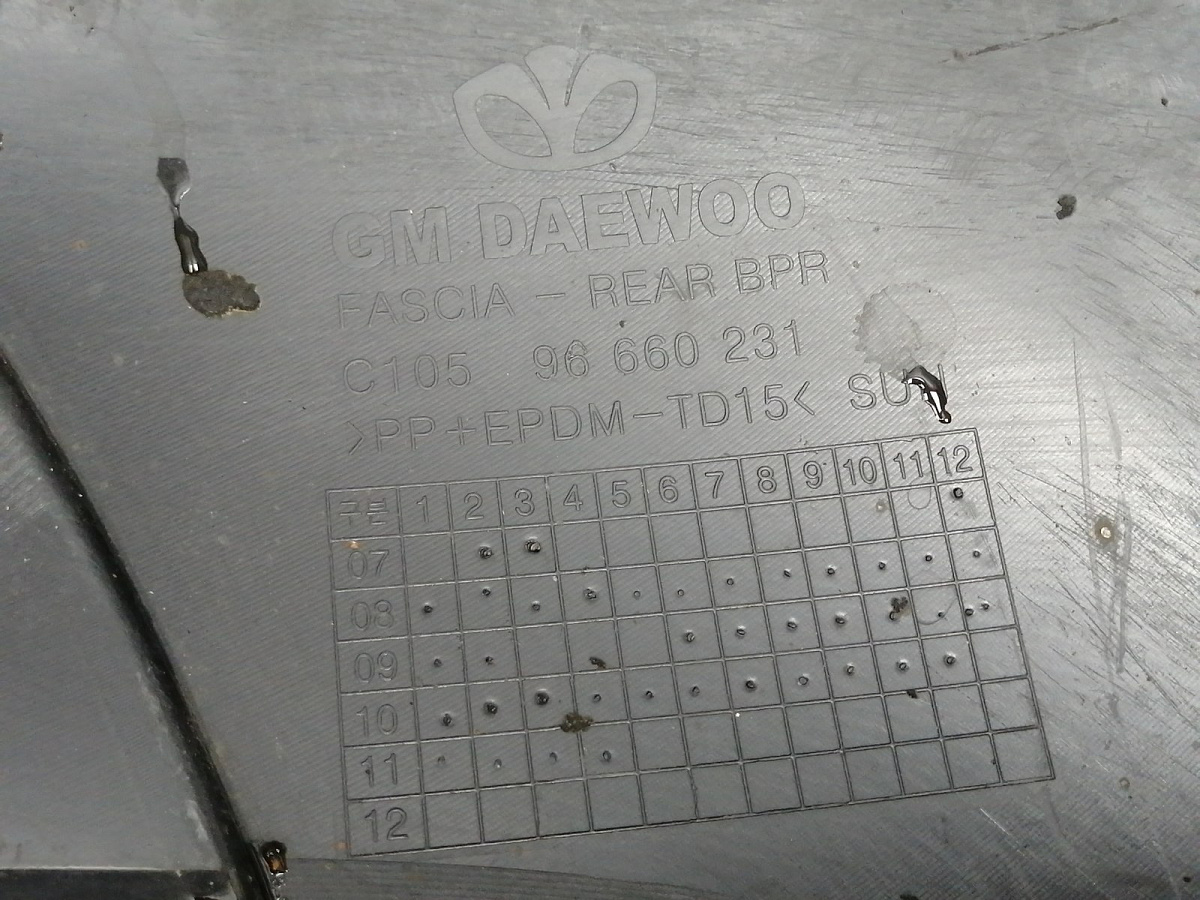 GM DAEWOO
FASCIA - REAR BPR
C105 96 660 231
>PP+EPDM-TD15< SUN
구분 1 2 3 4 5 6 7 8 9 10 11 12
07
08
09
10
11
12